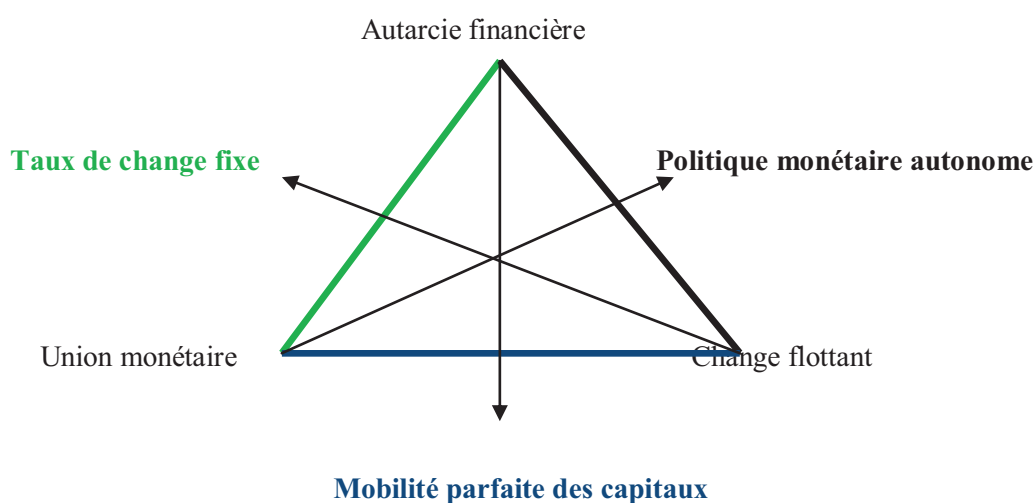 Autarcie financière
Taux de change fixe
Politique monétaire autonome
Union monétaire
Change flottant
Mobilité parfaite des capitaux